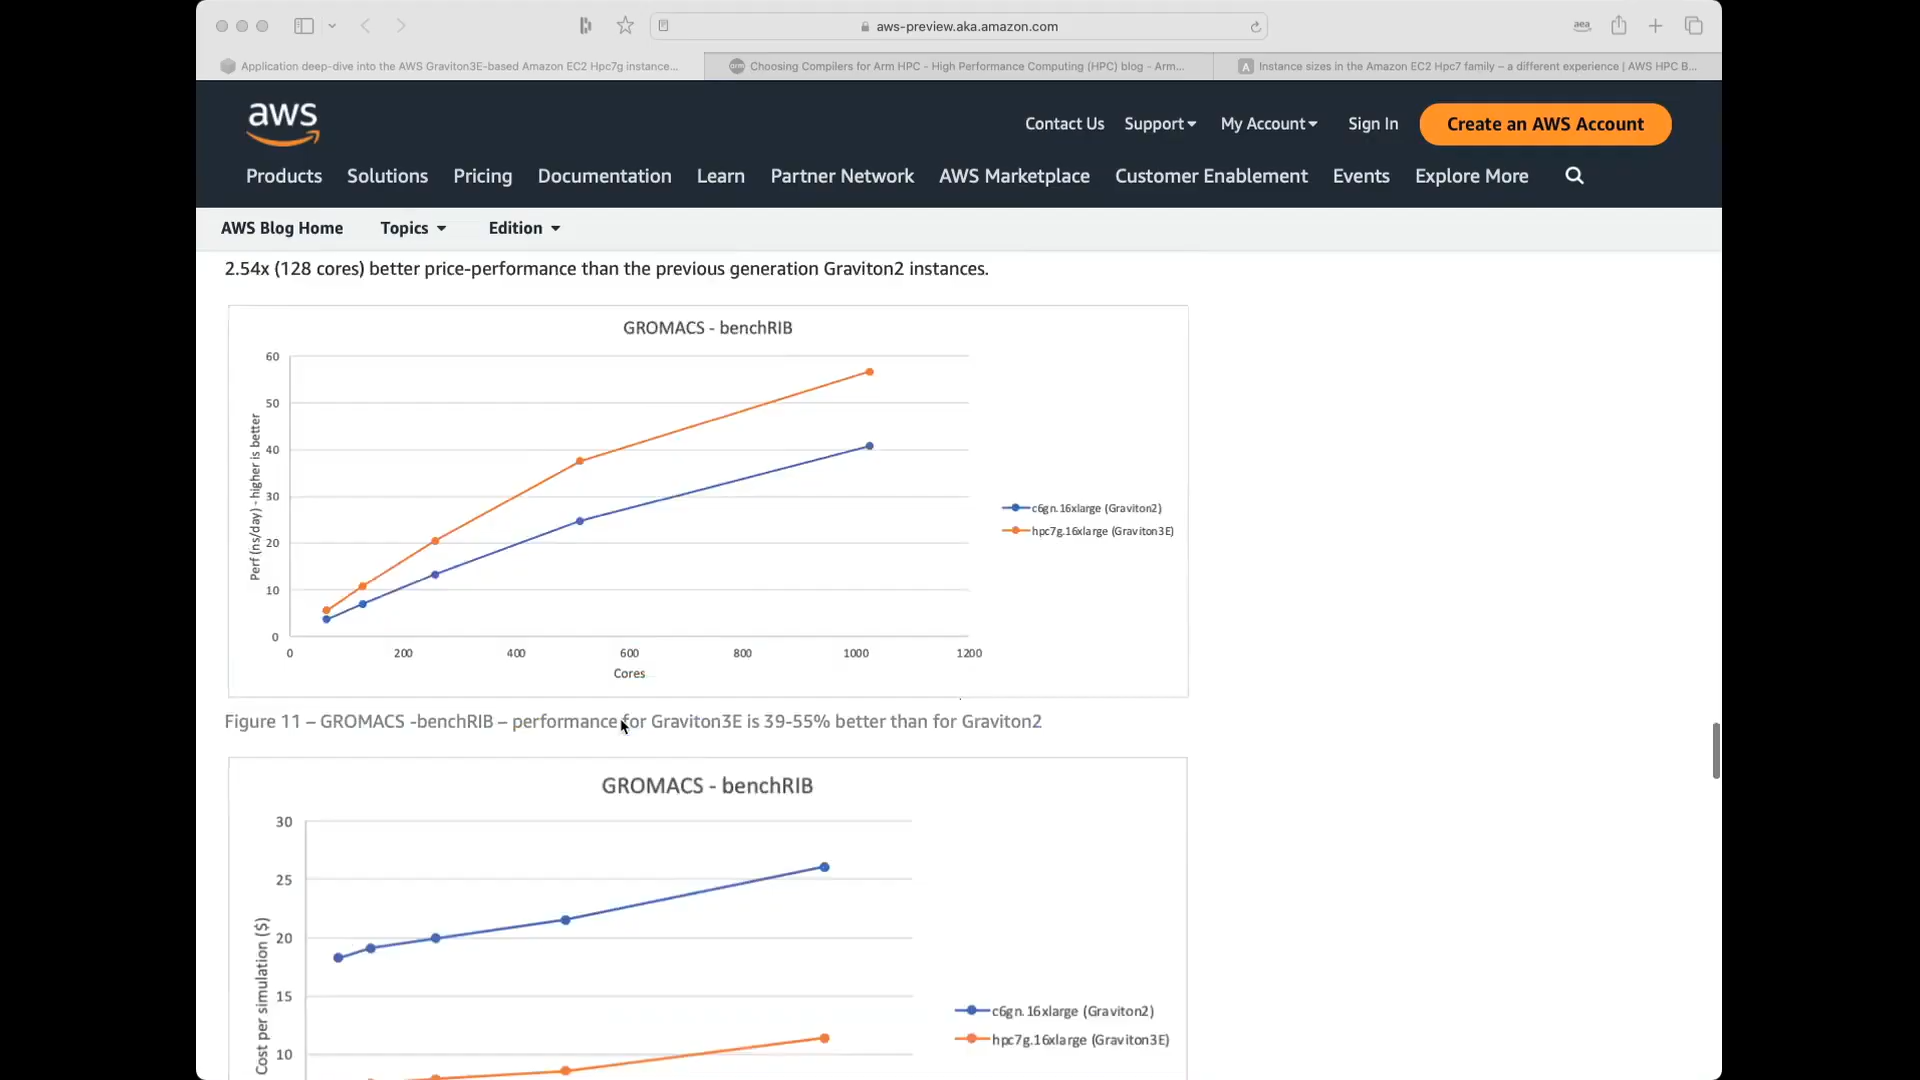 aws-preview.aka.amazon.com
aea
Application deep-dive into the AWS Graviton3E-based Amazon EC2 Hpc7g instance...
arm
Choosing Compilers for Arm HPC - High Performance Computing (HPC) blog - Arm...
A
Instance sizes in the Amazon EC2 Hpc7 family – a different experience | AWS HPC B...
aws
Contact Us
Support
My Account
Sign In
Create an AWS Account
Products
Solutions
Pricing
Documentation
Learn
Partner Network
AWS Marketplace
Customer Enablement
Events
Explore More
AWS Blog Home
Topics
Edition
2.54x (128 cores) better price-performance than the previous generation Graviton2 instances.
GROMACS - benchRIB
Perf (ns/day) - higher is better
60
50
40
30
20
10
0
0
200
400
600
800
1000
1200
Cores
c6gn.16xlarge (Graviton2)
hpc7g.16xlarge (Graviton3E)
Figure 11 – GROMACS -benchRIB – performance for Graviton3E is 39-55% better than for Graviton2
GROMACS - benchRIB
Cost per simulation ($)
30
25
20
15
10
c6gn.16xlarge (Graviton2)
hpc7g.16xlarge (Graviton3E)